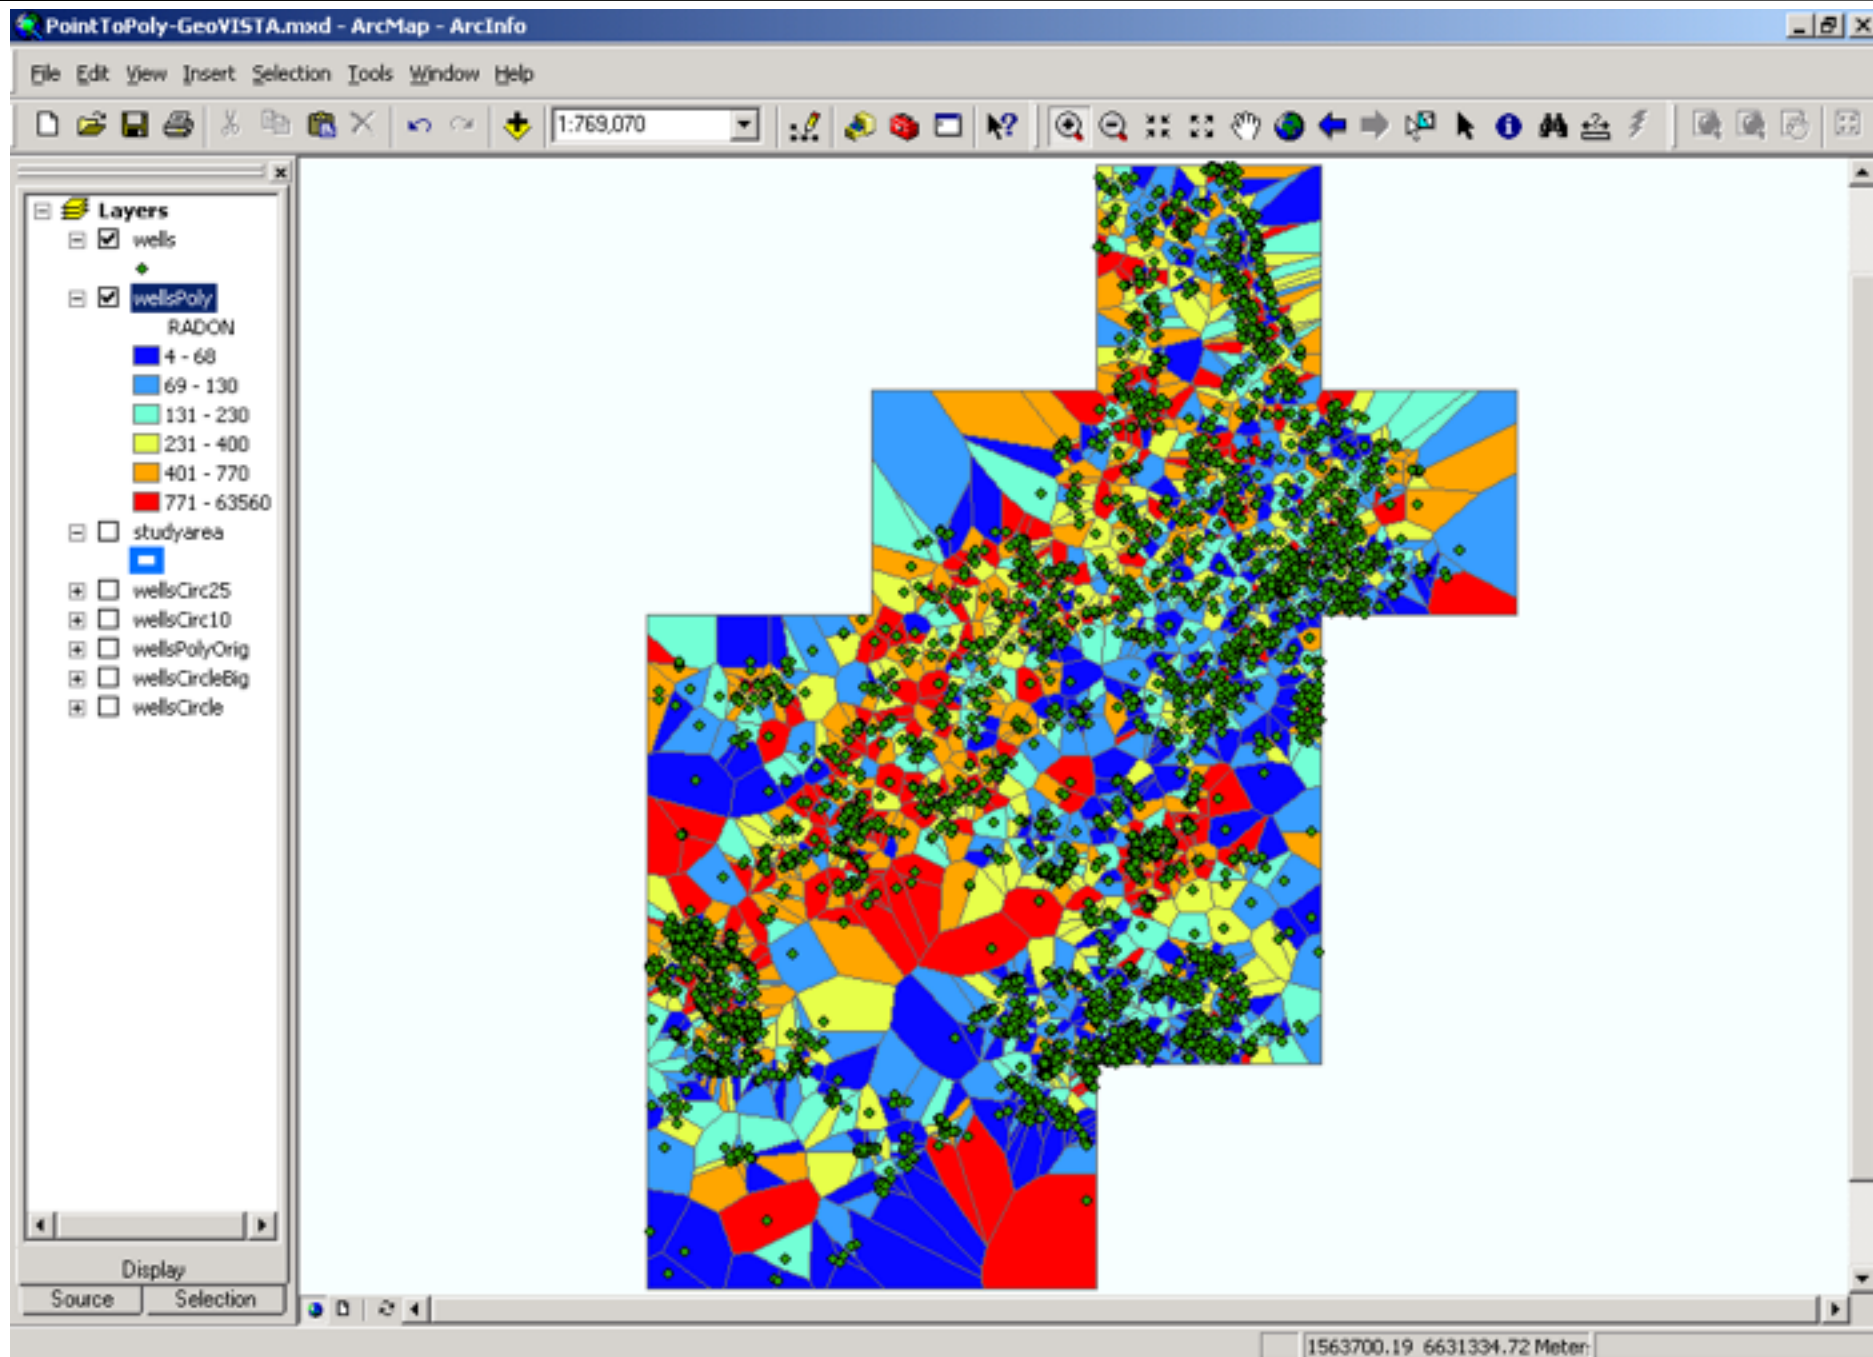 PointToPoly-GeoVISTA.mxd - ArcMap - ArcInfo
File Edit View Insert Selection Tools Window Help
1:769,070
Layers
wells
wellsPoly
RADON
4 - 68
69 - 130
131 - 230
231 - 400
401 - 770
771 - 63560
studyarea
wellsCirc25
wellsCirc10
wellsPolyOrig
wellsCircleBig
wellsCircle
Display
Source Selection
1563700.19 6631334.72 Meter